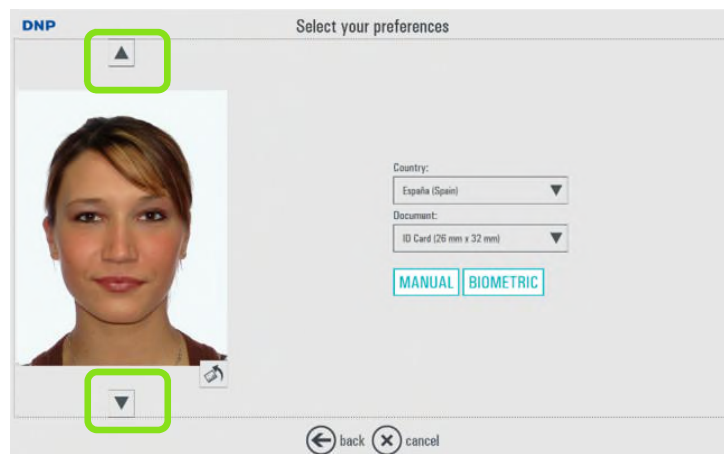 DNP
Select your preferences
Country:
España (Spain)
Document:
ID Card (26 mm x 32 mm)
MANUAL BIOMETRIC
back cancel